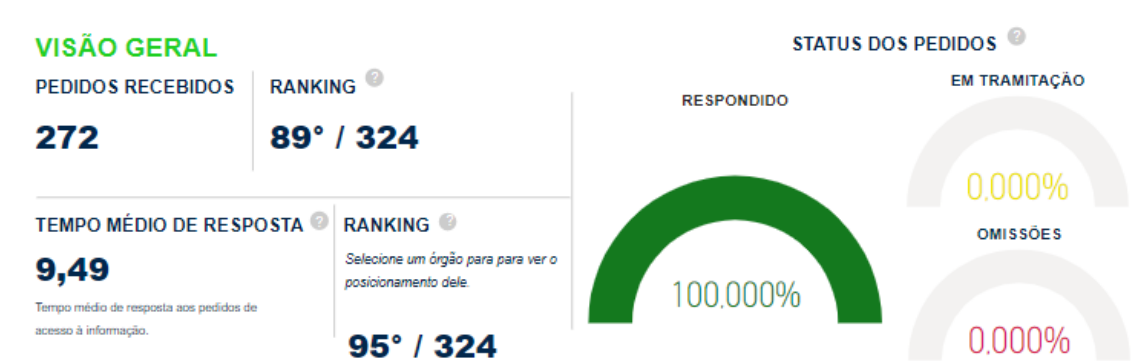 VISÃO GERAL
PEDIDOS RECEBIDOS
272
RANKING ?
89° / 324
TEMPO MÉDIO DE RESPOSTA ?
9,49
Tempo médio de resposta aos pedidos de
acesso à informação.
RANKING ?
Selecione um órgão para para ver o
posicionamento dele.
95° / 324
STATUS DOS PEDIDOS ?
RESPONDIDO
100,000%
EM TRAMITAÇÃO
0,000%
OMISSÕES
0,000%